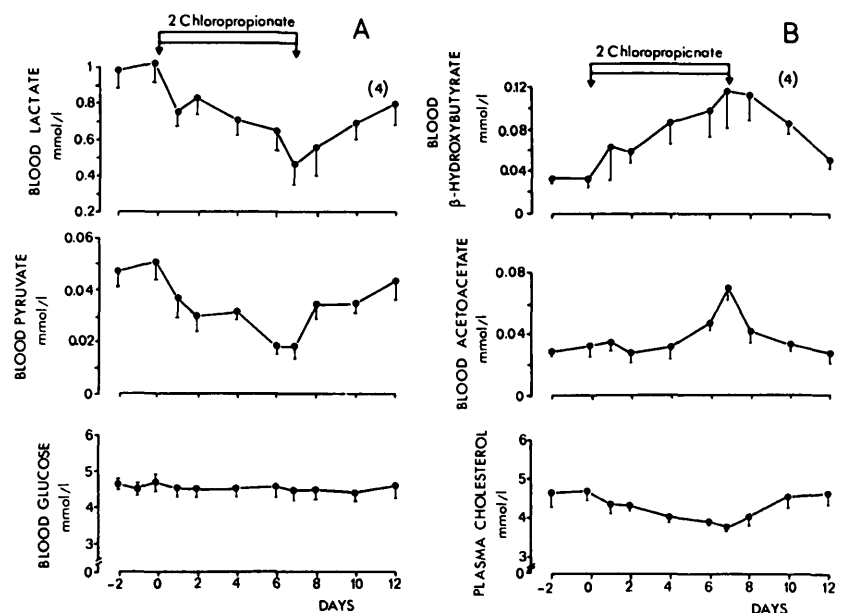 2 Chloropropionate
A
(4)
BLOOD LACTATE
mmol/l
1
0.8
0.6
0.4
0.2
BLOOD PYRUVATE
mmol/l
0.06
0.04
0.02
0
BLOOD GLUCOSE
mmol/l
6
5
4
3
0
-2 0 2 4 6 8 10 12
DAYS
2 Chloropropicnate
B
(4)
BLOOD
β-HYDROXYBUTYRATE
mmol/l
0.12
0.08
0.04
0
BLOOD ACETOACETATE
mmol/l
0.08
0.04
0
PLASMA CHOLESTEROL
mmol/l
6
5
4
3
0
-2 0 2 4 6 8 10 12
DAYS